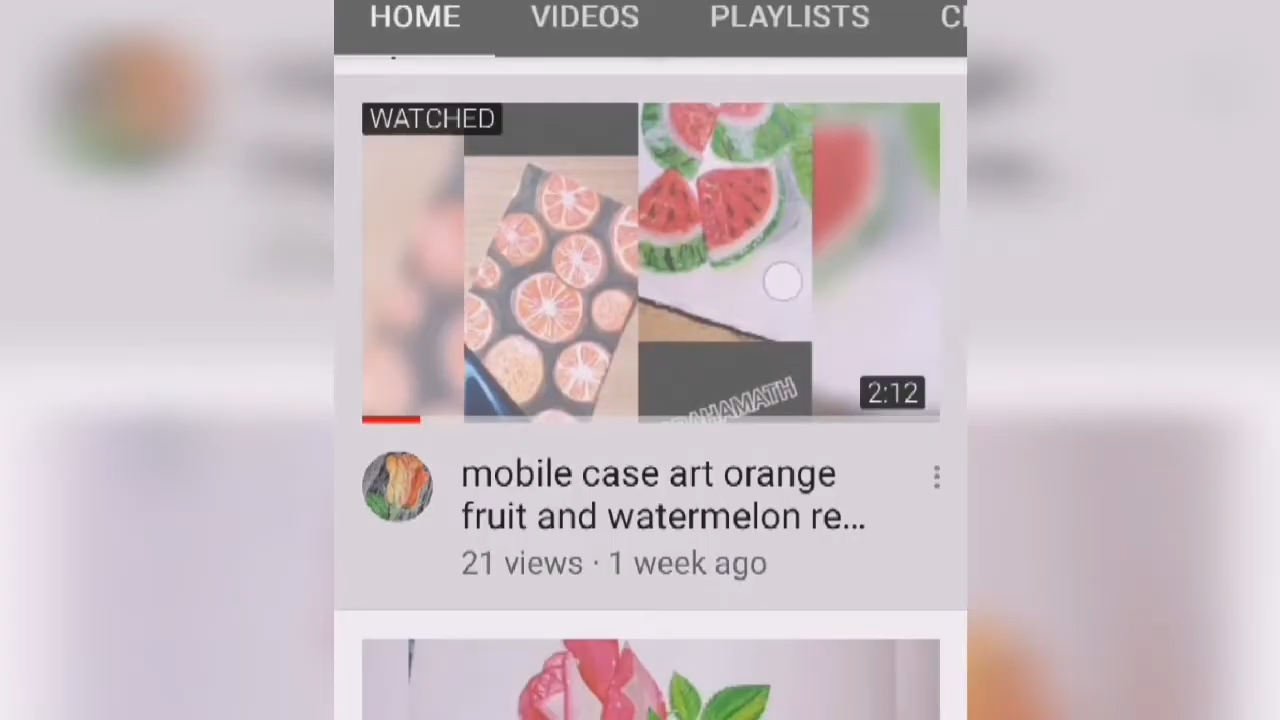 HOME VIDEOS PLAYLISTS
WATCHED
2:12
mobile case art orange
fruit and watermelon re...
21 views · 1 week ago